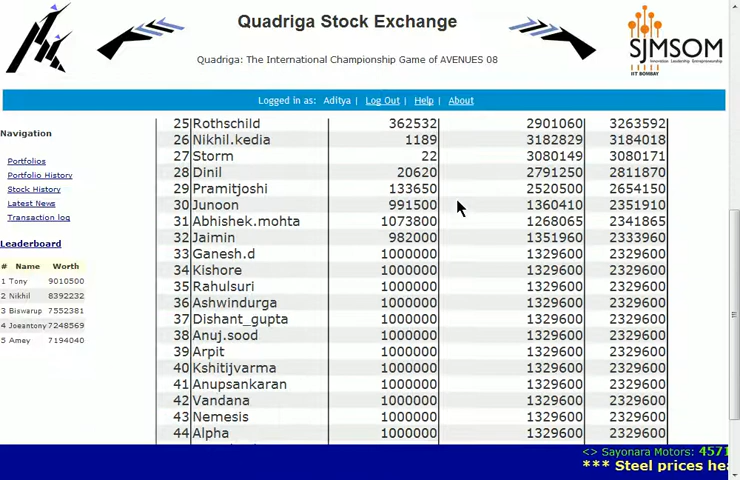 Quadriga Stock Exchange
Quadriga: The International Championship Game of AVENUES 08
SJMSOM
IIT BOMBAY
Logged in as: Aditya | Log Out | Help | About
Navigation
Portfolios
Portfolio History
Stock History
Latest News
Transaction log
Leaderboard
# Name Worth
1 Tony 9010500
2 Nikhil 8392232
3 Biswarup 7552381
4 Joeantony 7248569
5 Amey 7194040
25 Rothschild 362532 2901060 3263592
26 Nikhil.kedia 1189 3182829 3184018
27 Storm 22 3080149 3080171
28 Dinil 20620 2791250 2811870
29 Pramitjoshi 133650 2520500 2654150
30 Junoon 991500 1360410 2351910
31 Abhishek.mohta 1073800 1268065 2341865
32 Jaimin 982000 1351960 2333960
33 Ganesh.d 1000000 1329600 2329600
34 Kishore 1000000 1329600 2329600
35 Rahulsuri 1000000 1329600 2329600
36 Ashwindurga 1000000 1329600 2329600
37 Dishant_gupta 1000000 1329600 2329600
38 Anuj.sood 1000000 1329600 2329600
39 Arpit 1000000 1329600 2329600
40 Kshitijvarma 1000000 1329600 2329600
41 Anupsankaran 1000000 1329600 2329600
42 Vandana 1000000 1329600 2329600
43 Nemesis 1000000 1329600 2329600
44 Alpha 1000000 1329600 2329600
<> Sayonara Motors: 4571
*** Steel prices hea